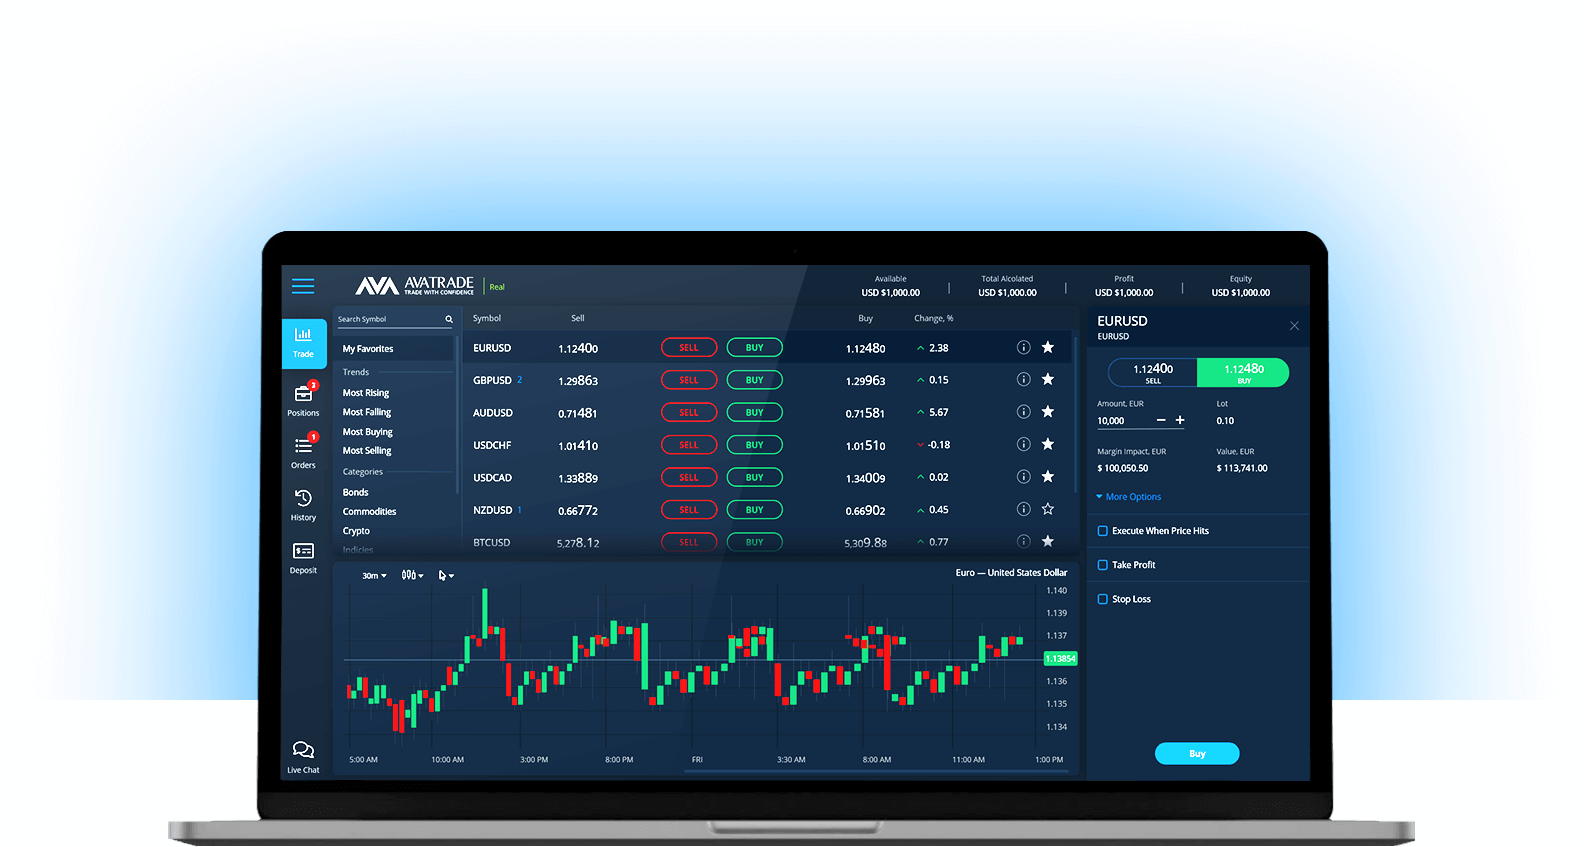 AVA AVATRADE
TRADE WITH CONFIDENCE
Real
Available
USD $1,000.00
Total Alcolated
USD $1,000.00
Profit
USD $1,000.00
Equity
USD $1,000.00
Trade
Positions 3
Orders 1
History
Deposit
Live Chat
Search Symbol
My Favorites
Trends
Most Rising
Most Falling
Most Buying
Most Selling
Categories
Bonds
Commodities
Crypto
Indicies
Symbol Sell Buy Change, %
EURUSD 1.12400 SELL BUY 1.12480 2.38
GBPUSD 2 1.29863 SELL BUY 1.29963 0.15
AUDUSD 0.71481 SELL BUY 0.71581 5.67
USDCHF 1.01410 SELL BUY 1.01510 -0.18
USDCAD 1.33889 SELL BUY 1.34009 0.02
NZDUSD 1 0.66772 SELL BUY 0.66902 0.45
BTCUSD 5,278.12 SELL BUY 5,309.88 0.77
30m
Euro — United States Dollar
1.140
1.139
1.137
1.13854
1.136
1.135
1.134
5:00 AM 10:00 AM 3:00 PM 8:00 PM FRI 3:30 AM 8:00 AM 11:00 AM 1:00 PM
EURUSD
EURUSD
1.12400 1.12480
SELL BUY
Amount, EUR Lot
10,000 − + 0.10
Margin Impact, EUR Value, EUR
$ 100,050.50 $ 113,741.00
More Options
Execute When Price Hits
Take Profit
Stop Loss
Buy